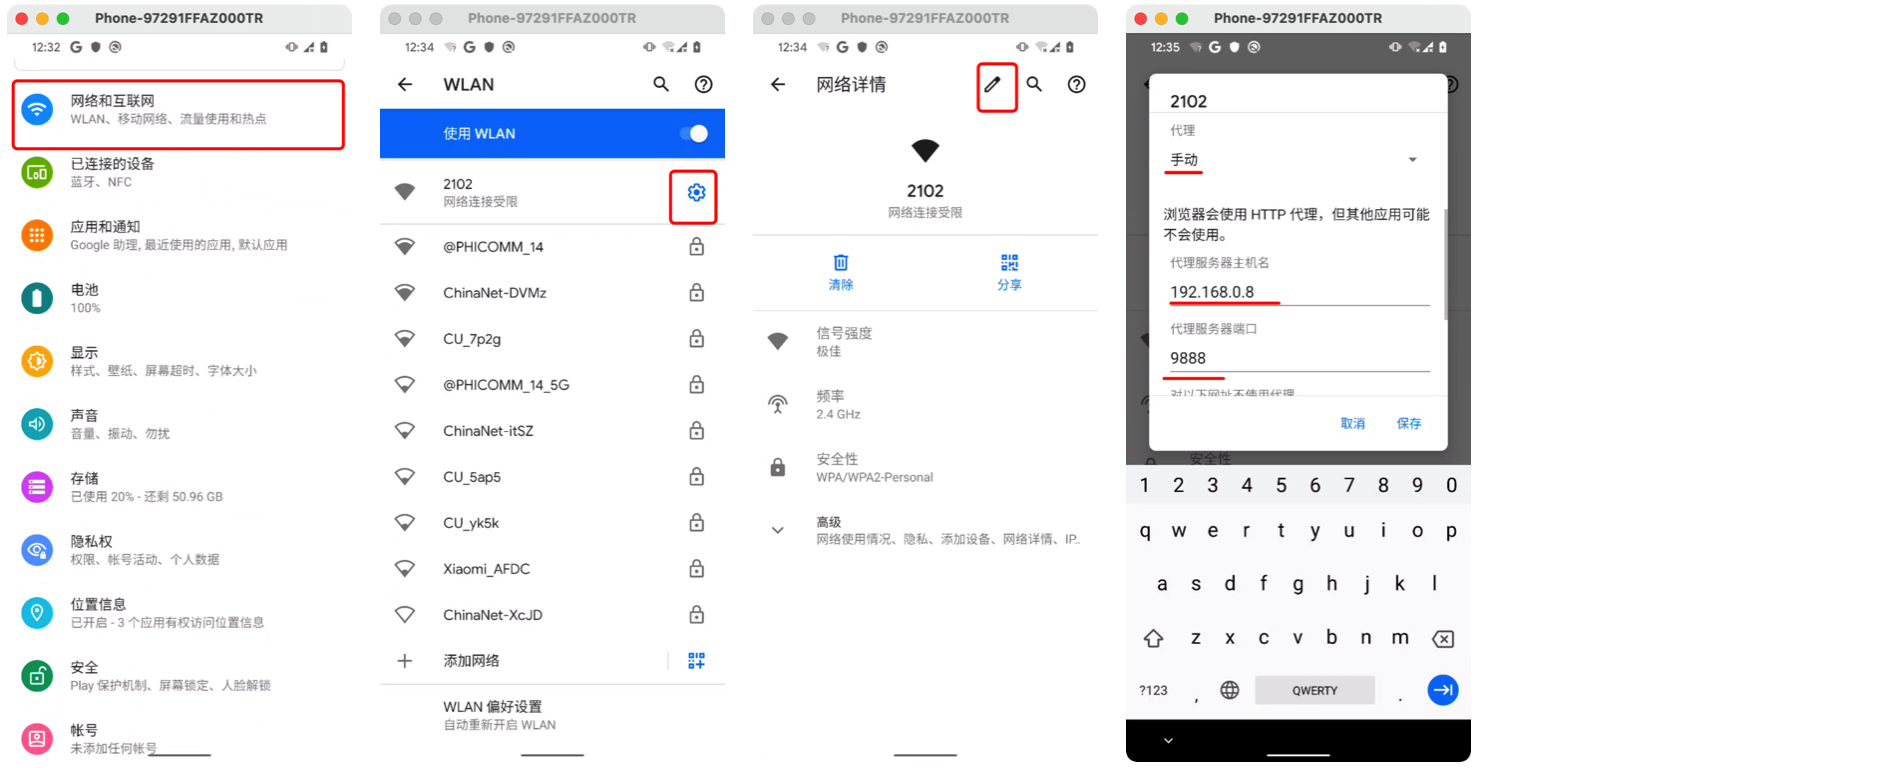 Phone-97291FFAZ000TR
12:32
网络和互联网
WLAN、移动网络、流量使用和热点
已连接的设备
蓝牙、NFC
应用和通知
Google 助理, 最近使用的应用, 默认应用
电池
100%
显示
样式、壁纸、屏幕超时、字体大小
声音
音量、振动、勿扰
存储
已使用 20% - 还剩 50.96 GB
隐私权
权限、帐号活动、个人数据
位置信息
已开启 - 3 个应用有权访问位置信息
安全
Play 保护机制、屏幕锁定、人脸解锁
帐号
未添加任何帐号
Phone-97291FFAZ000TR
12:34
WLAN
使用 WLAN
2102
网络连接受限
@PHICOMM_14
ChinaNet-DVMz
CU_7p2g
@PHICOMM_14_5G
ChinaNet-itSZ
CU_5ap5
CU_yk5k
Xiaomi_AFDC
ChinaNet-XcJD
添加网络
WLAN 偏好设置
自动重新开启 WLAN
Phone-97291FFAZ000TR
12:34
网络详情
2102
网络连接受限
清除
分享
信号强度
极佳
频率
2.4 GHz
安全性
WPA/WPA2-Personal
高级
网络使用情况、隐私、添加设备、网络详情、IP..
Phone-97291FFAZ000TR
12:35
2102
代理
手动
浏览器会使用 HTTP 代理，但其他应用可能
不会使用。
代理服务器主机名
192.168.0.8
代理服务器端口
9888
对以下网址不使用代理
取消 保存
安全性
1 2 3 4 5 6 7 8 9 0
q w e r t y u i o p
a s d f g h j k l
z x c v b n m
?123 , QWERTY .